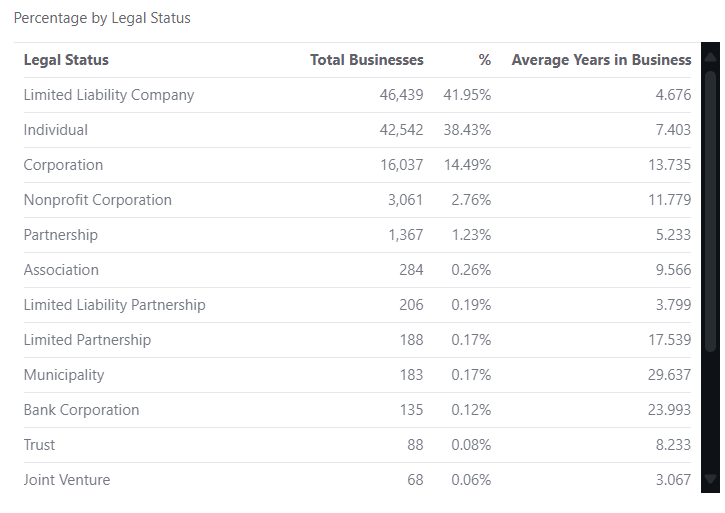 Percentage by Legal Status
Legal Status Total Businesses % Average Years in Business
Limited Liability Company 46,439 41.95% 4.676
Individual 42,542 38.43% 7.403
Corporation 16,037 14.49% 13.735
Nonprofit Corporation 3,061 2.76% 11.779
Partnership 1,367 1.23% 5.233
Association 284 0.26% 9.566
Limited Liability Partnership 206 0.19% 3.799
Limited Partnership 188 0.17% 17.539
Municipality 183 0.17% 29.637
Bank Corporation 135 0.12% 23.993
Trust 88 0.08% 8.233
Joint Venture 68 0.06% 3.067